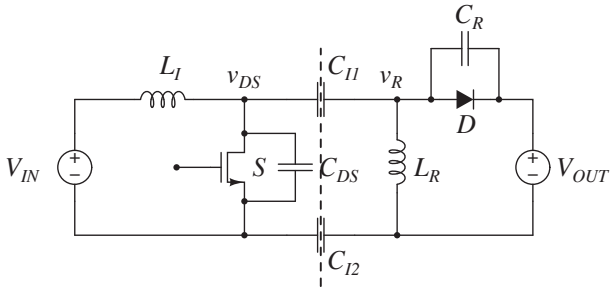 C_R
L_I
v_DS
C_I1
v_R
D
V_IN
S
C_DS
L_R
V_OUT
C_I2